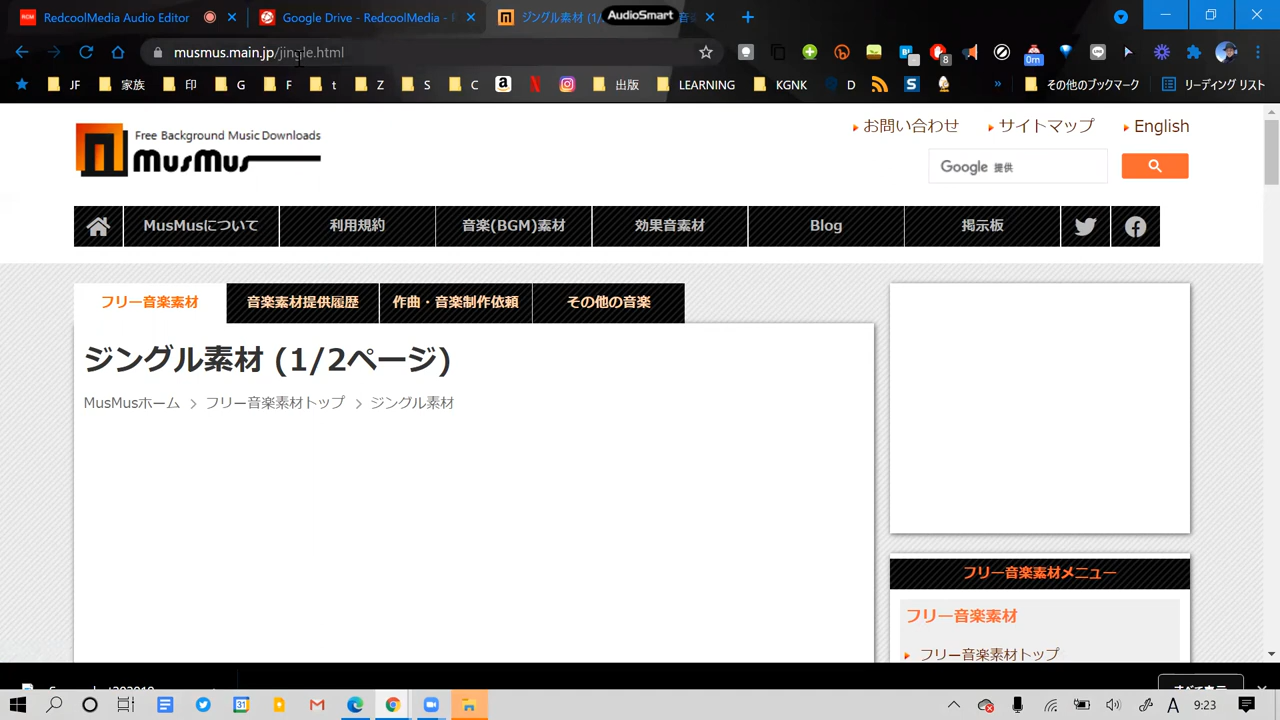 RedcoolMedia Audio Editor
Google Drive - RedcoolMedia -
ジングル素材 (1/
AudioSmart
musmus.main.jp/jingle.html
8
0m
JF
家族
印
G
F
t
Z
S
C
出版
LEARNING
KGNK
D
»
その他のブックマーク
リーディング リスト
Free Background Music Downloads
MusMus
お問い合わせ
サイトマップ
English
Google 提供
MusMusについて
利用規約
音楽(BGM)素材
効果音素材
Blog
掲示板
フリー音楽素材
音楽素材提供履歴
作曲・音楽制作依頼
その他の音楽
ジングル素材 (1/2ページ)
MusMusホーム > フリー音楽素材トップ > ジングル素材
フリー音楽素材メニュー
フリー音楽素材
フリー音楽素材トップ
すべて表示
31
A
9:23